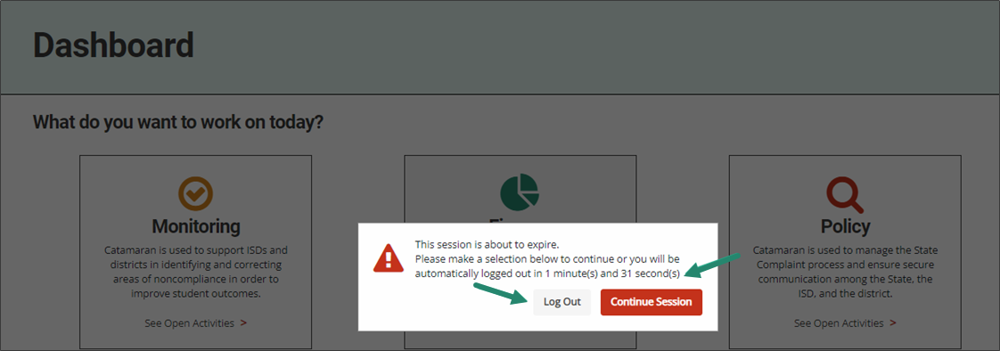 Dashboard
What do you want to work on today?
Monitoring
Catamaran is used to support ISDs and
districts in identifying and correcting
areas of noncompliance in order to
improve student outcomes.
See Open Activities >
This session is about to expire.
Please make a selection below to continue or you will be
automatically logged out in 1 minute(s) and 31 second(s)
Log Out
Continue Session
Policy
Catamaran is used to manage the State
Complaint process and ensure secure
communication among the State, the
ISD, and the district.
See Open Activities >